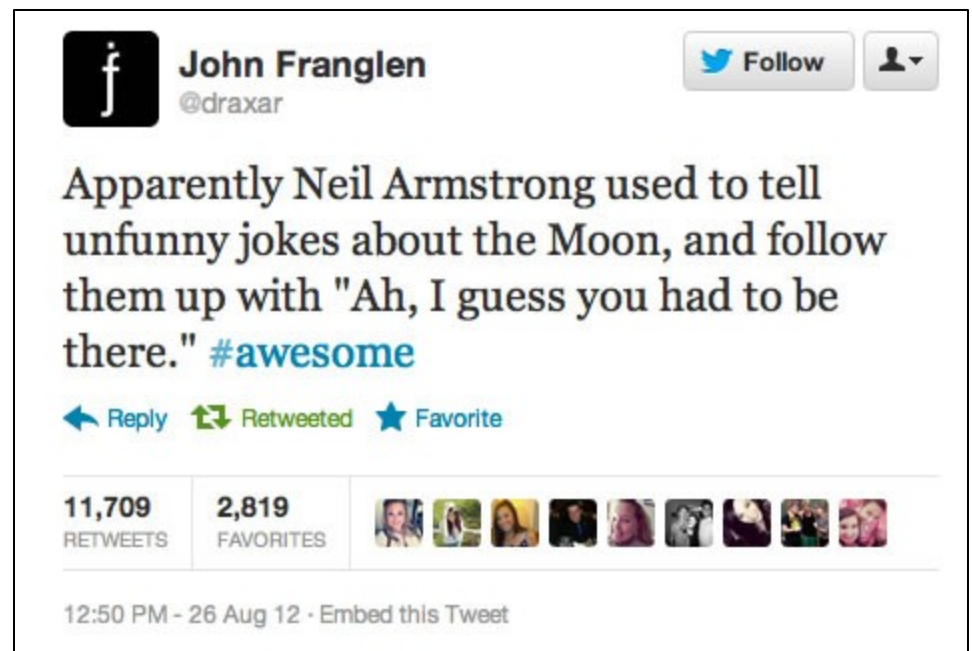 John Franglen
@draxar
Follow
Apparently Neil Armstrong used to tell
unfunny jokes about the Moon, and follow
them up with "Ah, I guess you had to be
there." #awesome
Reply Retweeted Favorite
11,709 2,819
RETWEETS FAVORITES
12:50 PM - 26 Aug 12 · Embed this Tweet